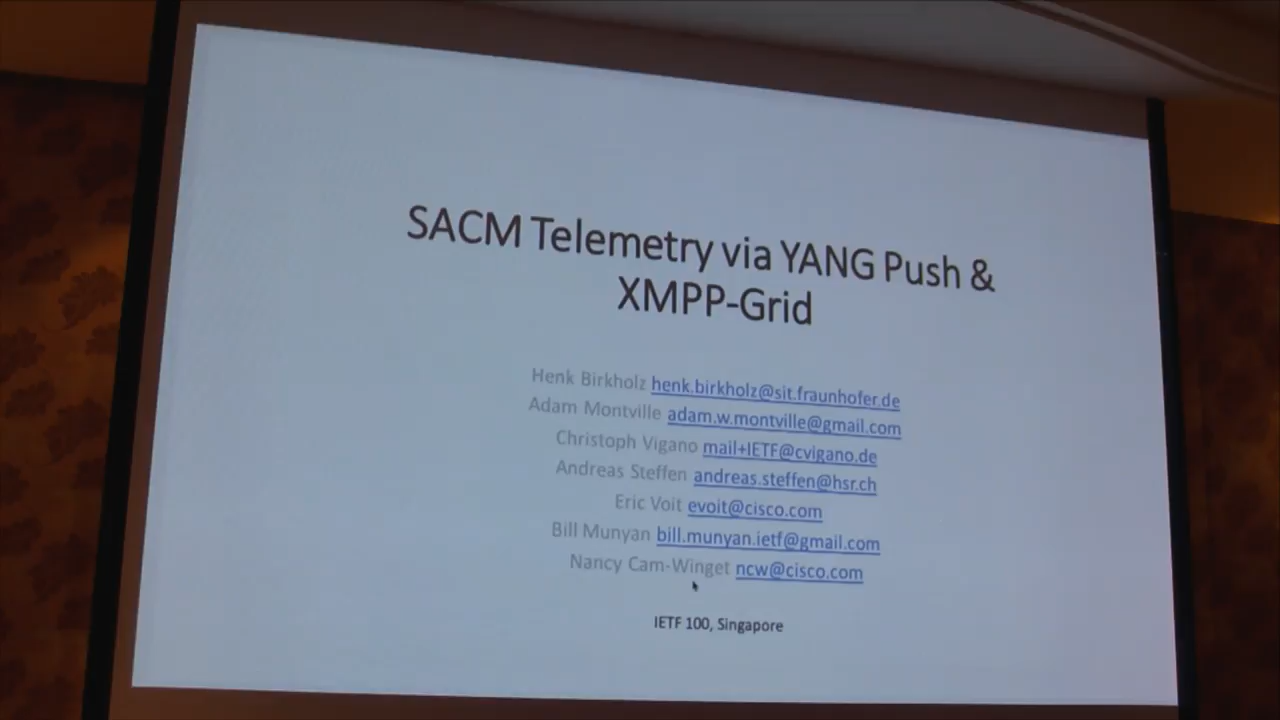 SACM Telemetry via YANG Push &
XMPP-Grid
Henk Birkholz henk.birkholz@sit.fraunhofer.de
Adam Montville adam.w.montville@gmail.com
Christoph Vigano mail+IETF@cvigano.de
Andreas Steffen andreas.steffen@hsr.ch
Eric Voit evoit@cisco.com
Bill Munyan bill.munyan.ietf@gmail.com
Nancy Cam-Winget ncw@cisco.com
IETF 100, Singapore